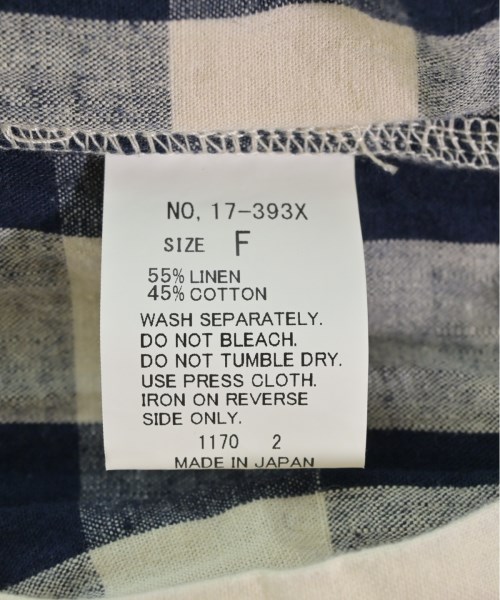 NO, 17-393X
SIZE F
55% LINEN
45% COTTON
WASH SEPARATELY.
DO NOT BLEACH.
DO NOT TUMBLE DRY.
USE PRESS CLOTH.
IRON ON REVERSE
SIDE ONLY.
1170 2
MADE IN JAPAN